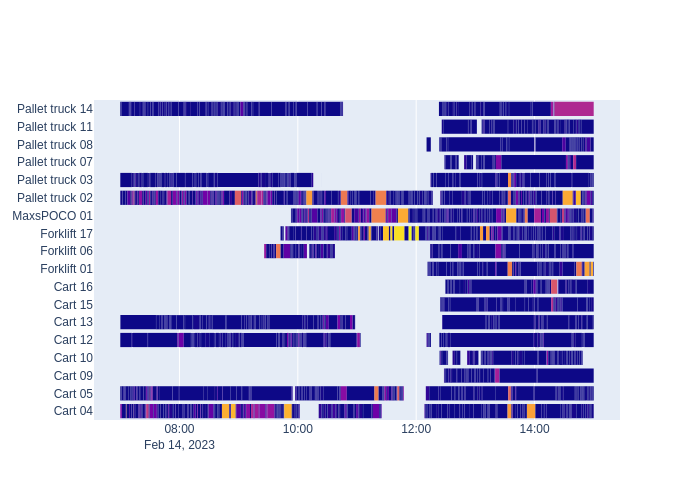 Pallet truck 14
Pallet truck 11
Pallet truck 08
Pallet truck 07
Pallet truck 03
Pallet truck 02
MaxsPOCO 01
Forklift 17
Forklift 06
Forklift 01
Cart 16
Cart 15
Cart 13
Cart 12
Cart 10
Cart 09
Cart 05
Cart 04
08:00 10:00 12:00 14:00
Feb 14, 2023